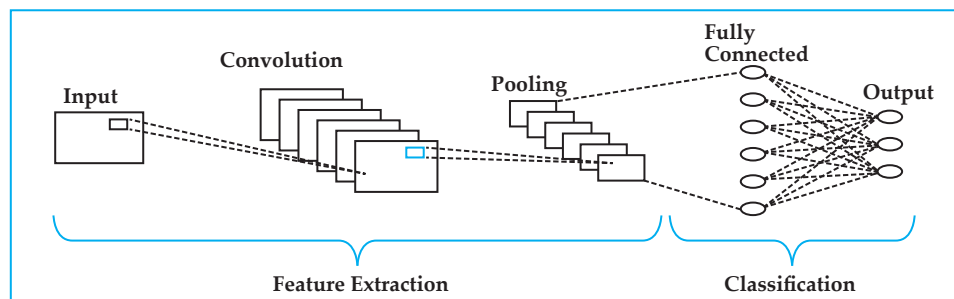 Input
Convolution
Pooling
Fully
Connected
Output
Feature Extraction
Classification